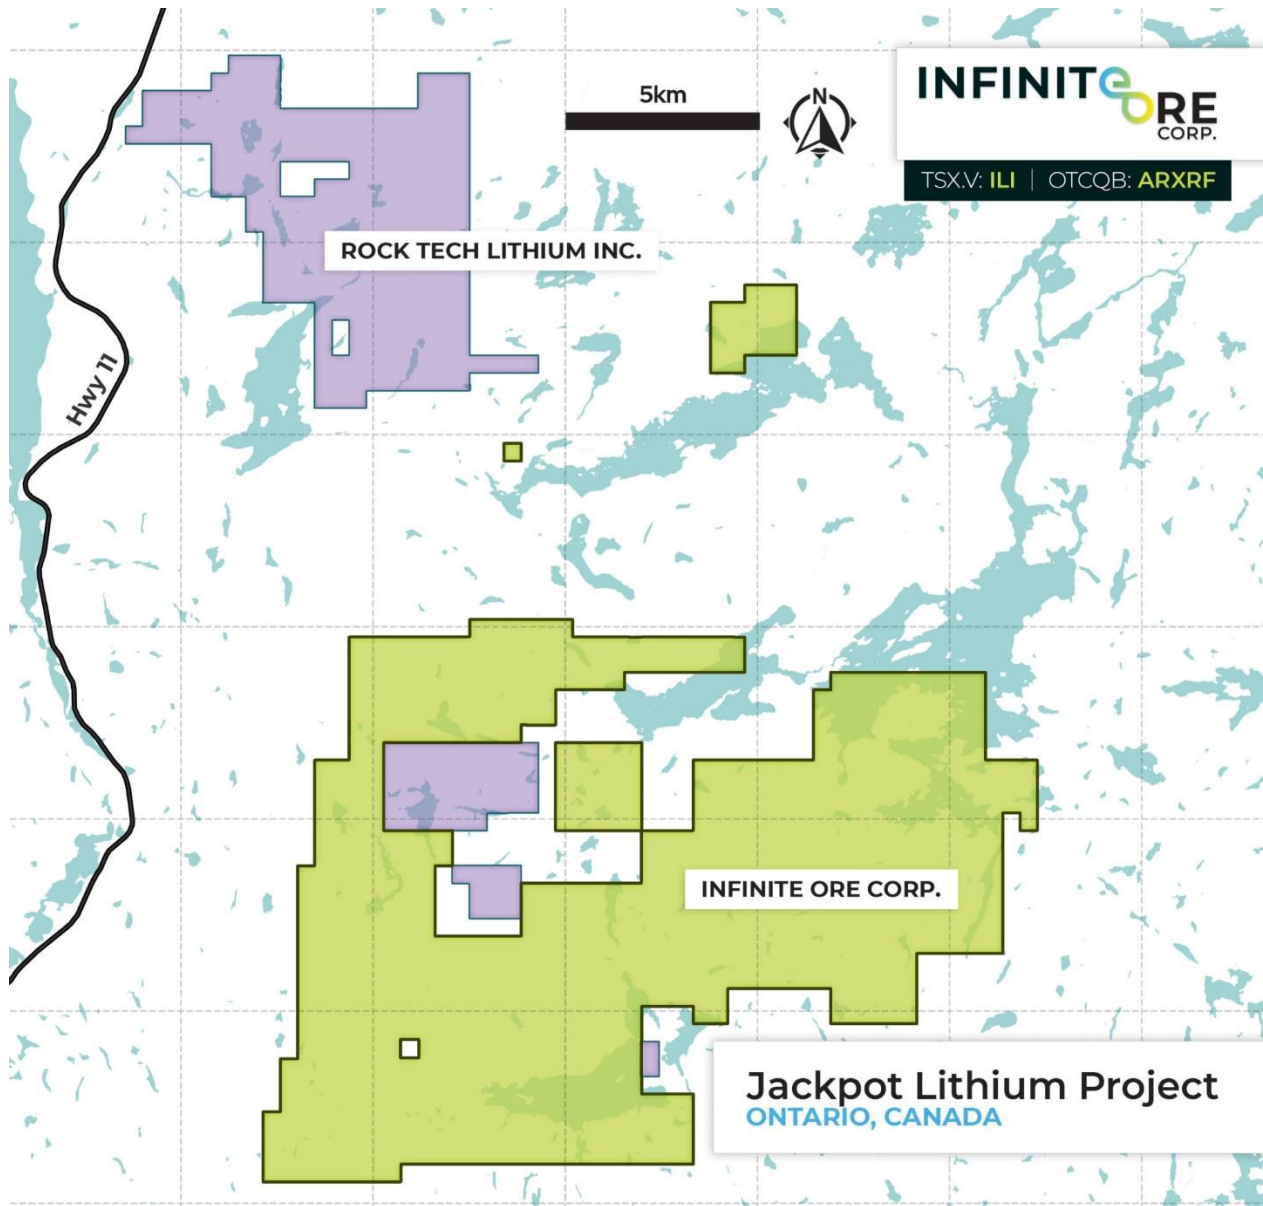 5km
N
INFINITE ORE
CORP.
TSX.V: ILI | OTCQB: ARXRF
ROCK TECH LITHIUM INC.
Hwy 11
INFINITE ORE CORP.
Jackpot Lithium Project
ONTARIO, CANADA